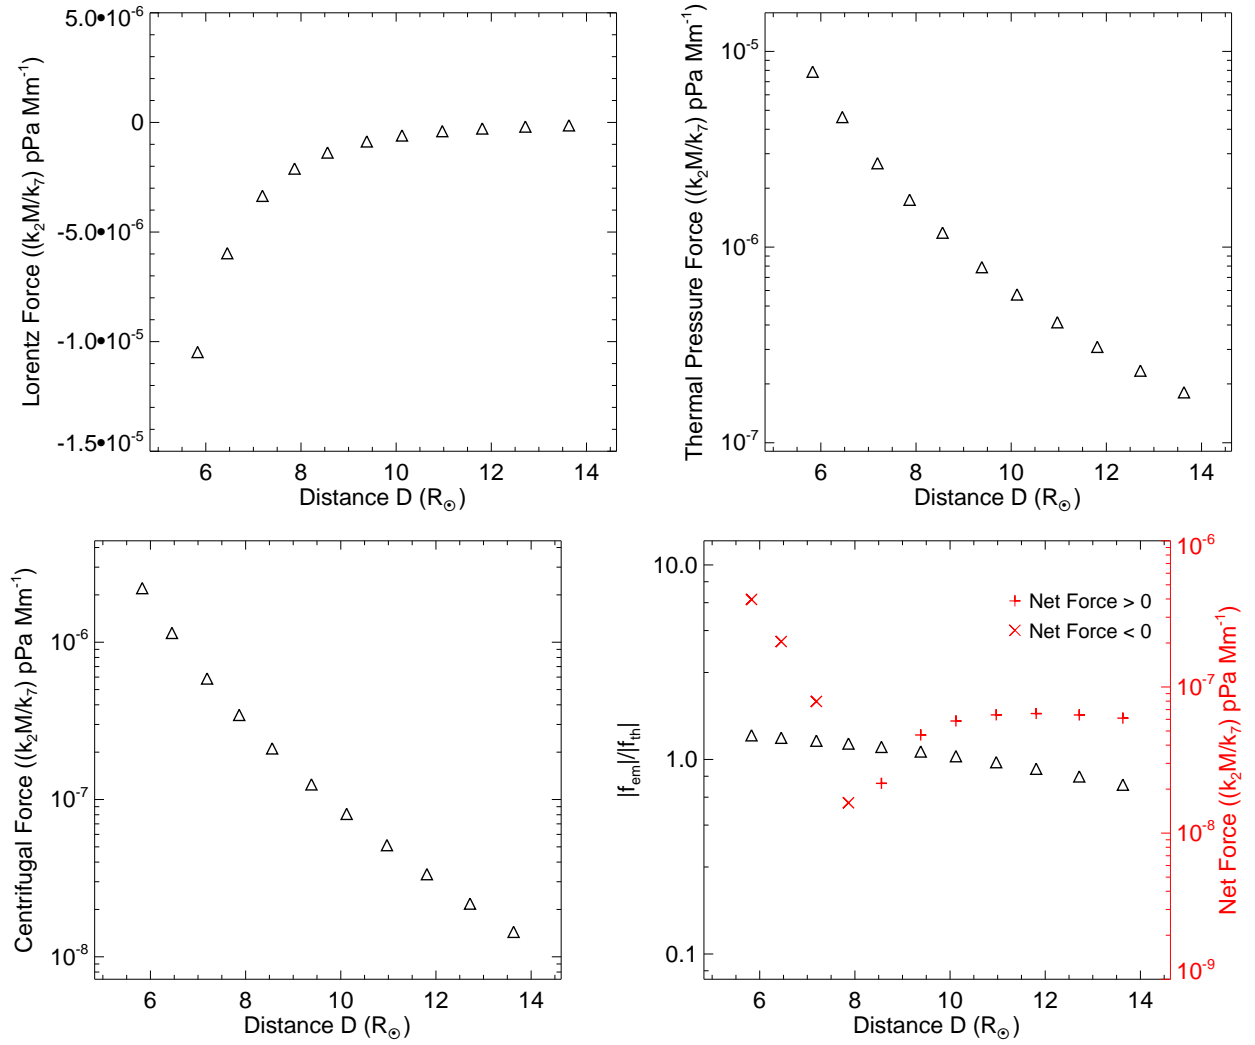 5.0•10⁻⁶
0
-5.0•10⁻⁶
-1.0•10⁻⁵
-1.5•10⁻⁵
Lorentz Force ((k₂M/k₇) pPa Mm⁻¹)
6 8 10 12 14
Distance D (R☉)
10⁻⁵
10⁻⁶
10⁻⁷
Thermal Pressure Force ((k₂M/k₇) pPa Mm⁻¹)
6 8 10 12 14
Distance D (R☉)
10⁻⁶
10⁻⁷
10⁻⁸
Centrifugal Force ((k₂M/k₇) pPa Mm⁻¹)
6 8 10 12 14
Distance D (R☉)
10.0
1.0
0.1
|f_em|/|f_th|
Net Force > 0
Net Force < 0
10⁻⁶
10⁻⁷
10⁻⁸
10⁻⁹
Net Force ((k₂M/k₇) pPa Mm⁻¹)
6 8 10 12 14
Distance D (R☉)